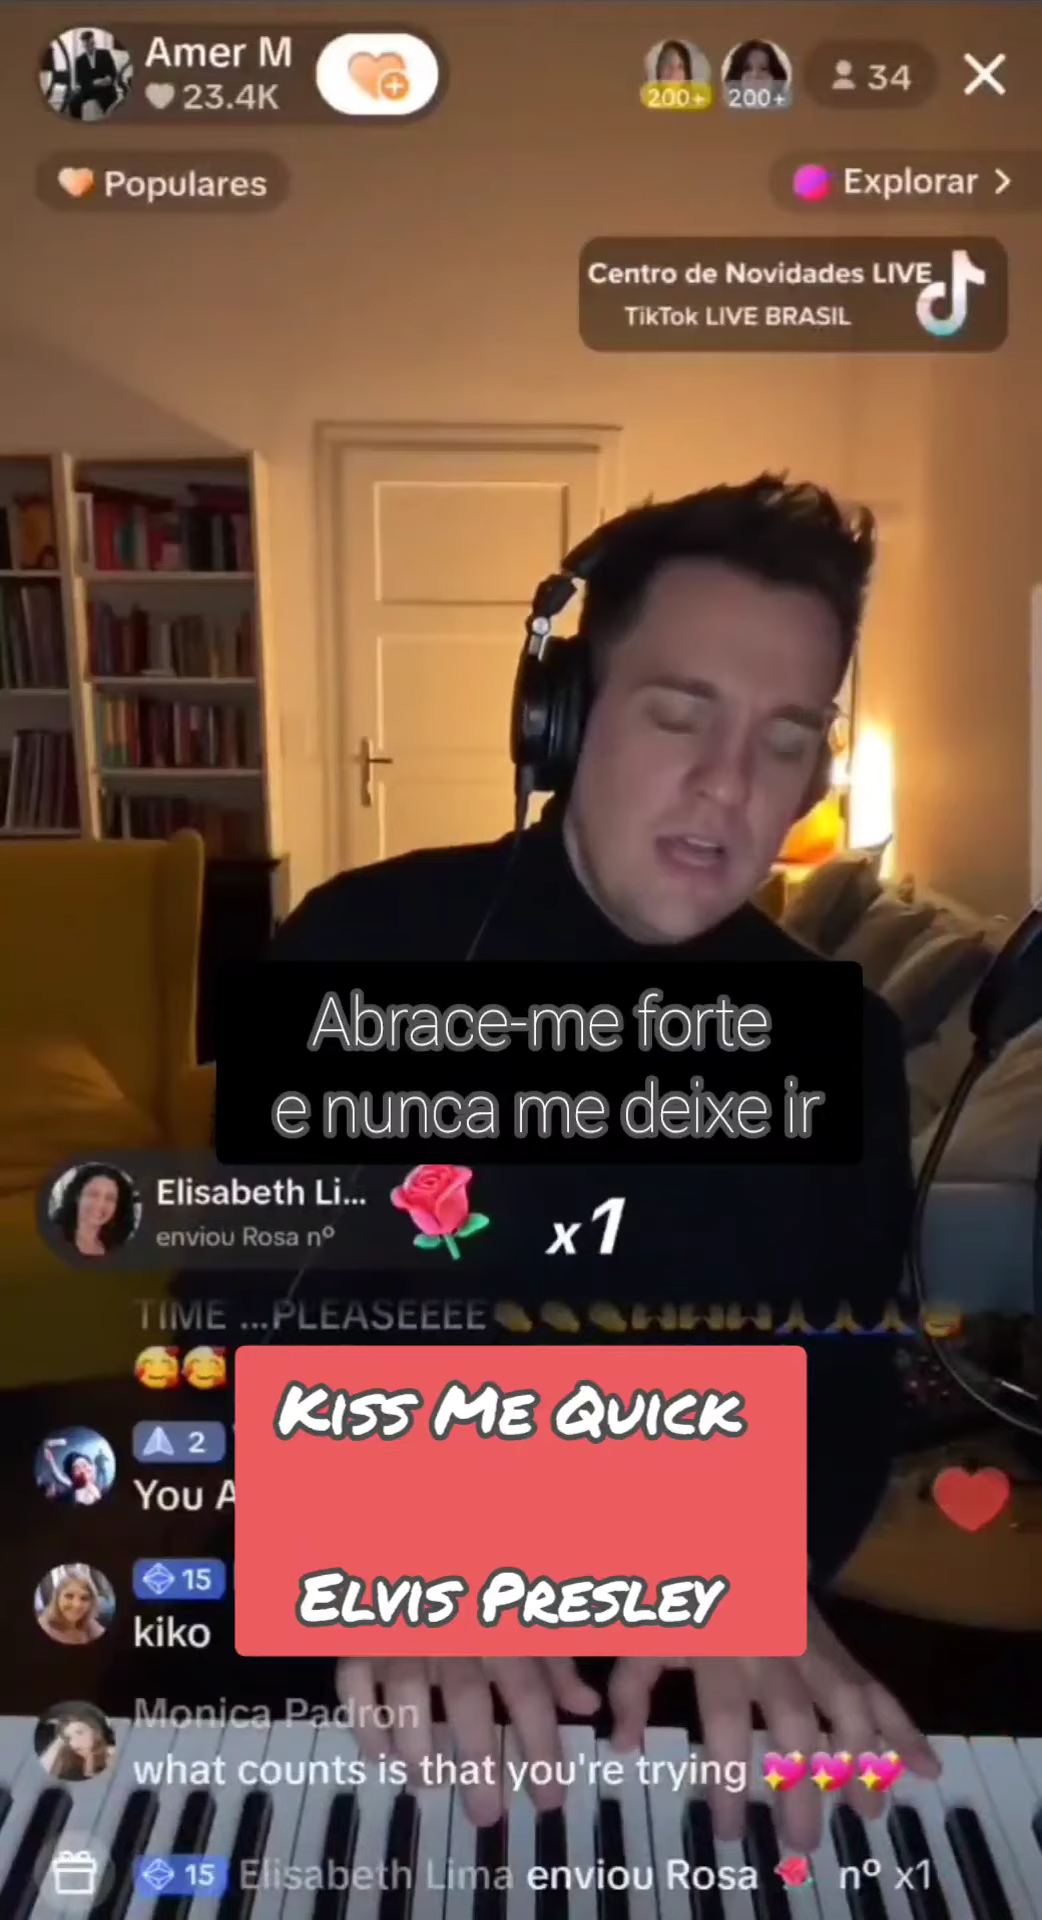 Amer M
23.4K
200+
200+
34
Populares
Explorar >
Centro de Novidades LIVE
TikTok LIVE BRASIL
Abrace-me forte
e nunca me deixe ir
Elisabeth Li...
enviou Rosa nº
x1
TIME ...PLEASEEEE👏👏👏🙌🙌🙌🙏🙏🙏🥰
🥰🥰
Kiss Me Quick
2
You A
15
Elvis Presley
kiko
Monica Padron
what counts is that you're trying 💖💖💖
15 Elisabeth Lima enviou Rosa 🌹 nº x1